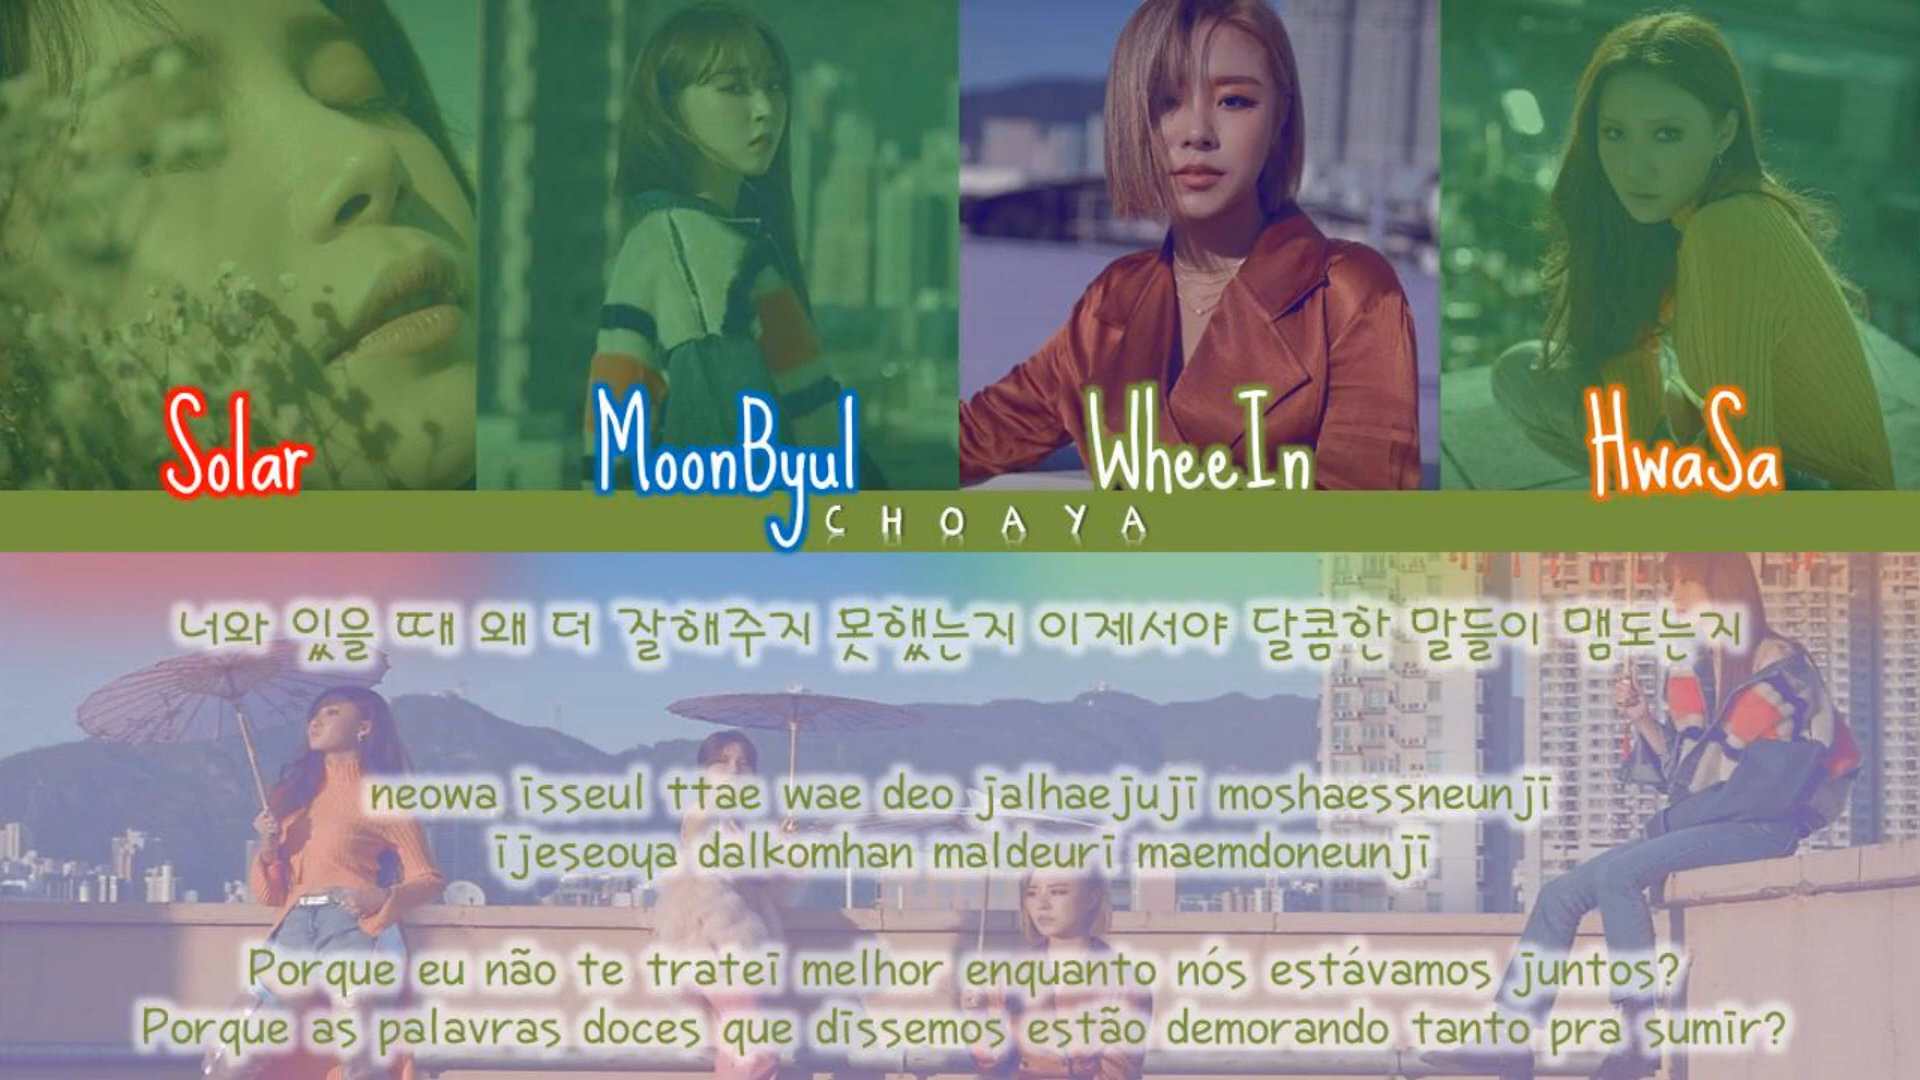 Solar
MoonByul
WheeIn
HwaSa
CHOAYA
너와 있을 때 왜 더 잘해주지 못했는지 이제서야 달콤한 말들이 맴도는지
neowa isseul ttae wae deo jalhaejuji moshaessneunji
ijeseoya dalkomhan maldeuri maemdoneunji
Porque eu não te tratei melhor enquanto nós estávamos juntos?
Porque as palavras doces que dissemos estão demorando tanto pra sumir?